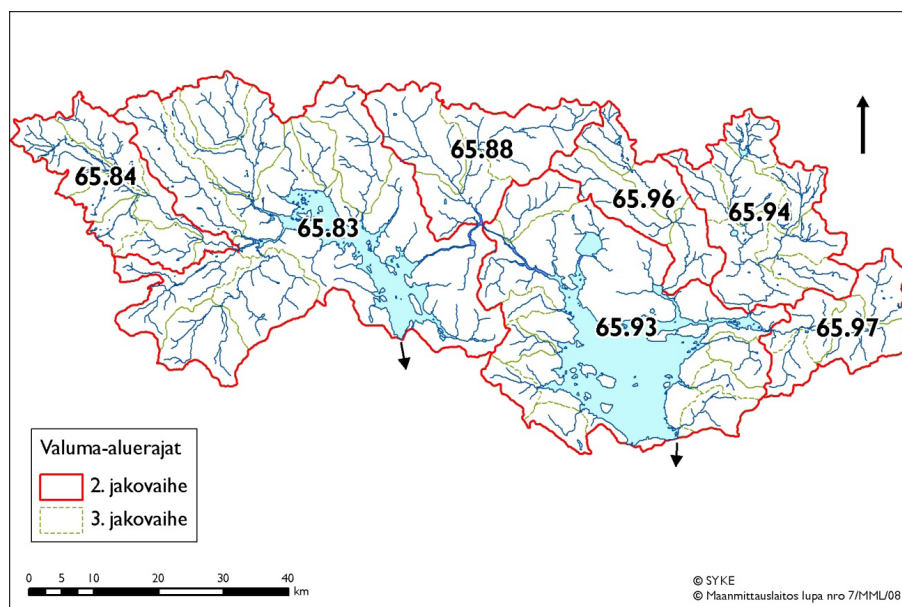 65.84
65.83
65.88
65.96
65.94
65.93
65.97
Valuma-aluerajat
2. jakovaihe
3. jakovaihe
0 5 10 20 30 40
km
© SYKE
© Maanmittauslaitos lupa nro 7/MML/08